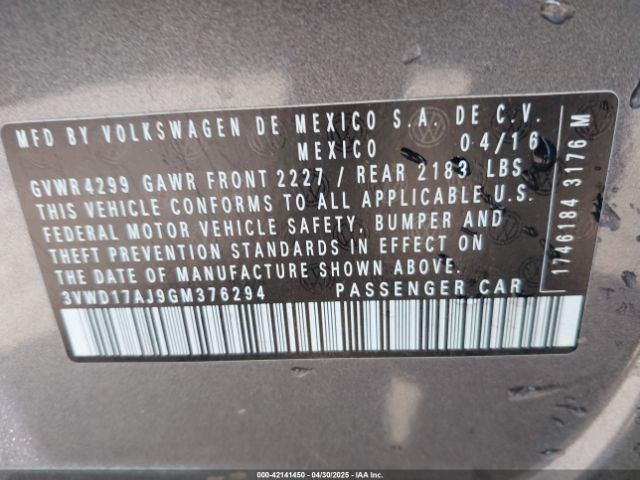 MFD BY VOLKSWAGEN DE MEXICO S.A. DE C.V.
MEXICO 04/16
GVWR 4299 GAWR FRONT 2227 / REAR 2183 LBS
THIS VEHICLE CONFORMS TO ALL APPLICABLE U.S.
FEDERAL MOTOR VEHICLE SAFETY, BUMPER AND
THEFT PREVENTION STANDARDS IN EFFECT ON
THE DATE OF MANUFACTURE SHOWN ABOVE.
3VWD17AJ9GM376294 PASSENGER CAR
1746184 3176 M
000-42141450 - 04/30/2025 - IAA Inc.